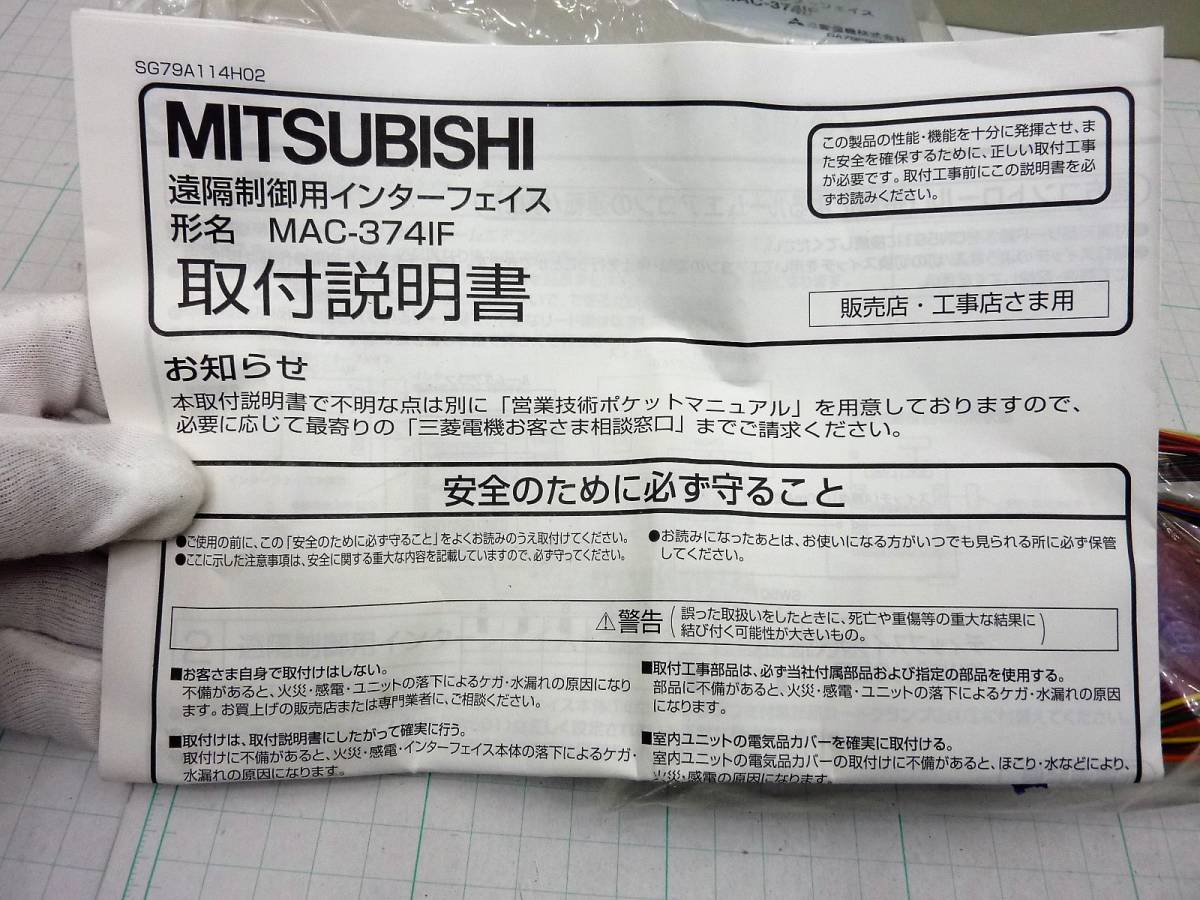 MAC-374IF
SG79A114H02
MITSUBISHI
遠隔制御用インターフェイス
形名 MAC-374IF
取付説明書
この製品の性能・機能を十分に発揮させ、ま
た安全を確保するために、正しい取付工事
が必要です。取付工事前にこの説明書を必
ずお読みください。
販売店・工事店さま用
お知らせ
本取付説明書で不明な点は別に「営業技術ポケットマニュアル」を用意しておりますので、
必要に応じて最寄りの「三菱電機お客さま相談窓口」までご請求ください。
安全のために必ず守ること
●ご使用の前に、この「安全のために必ず守ること」をよくお読みのうえ取付けてください。
●ここに示した注意事項は、安全に関する重大な内容を記載していますので、必ず守ってください。
●お読みになったあとは、お使いになる方がいつでも見られる所に必ず保管
してください。
⚠警告 (誤った取扱いをしたときに、死亡や重傷等の重大な結果に
結び付く可能性が大きいもの。)
■お客さま自身で取付けはしない。
不備があると、火災・感電・ユニットの落下によるケガ・水漏れの原因になり
ます。お買上げの販売店または専門業者に、ご相談ください。
■取付けは、取付説明書にしたがって確実に行う。
取付けに不備があると、火災・感電・インターフェイス本体の落下によるケガ・
水漏れの原因になります。
■取付工事部品は、必ず当社付属部品および指定の部品を使用する。
部品に不備があると、火災・感電・ユニットの落下によるケガ・水漏れの原因
になります。
■室内ユニットの電気品カバーを確実に取付ける。
室内ユニットの電気品カバーの取付けに不備があると、ほこり・水などにより、
火災・感電の原因になります。